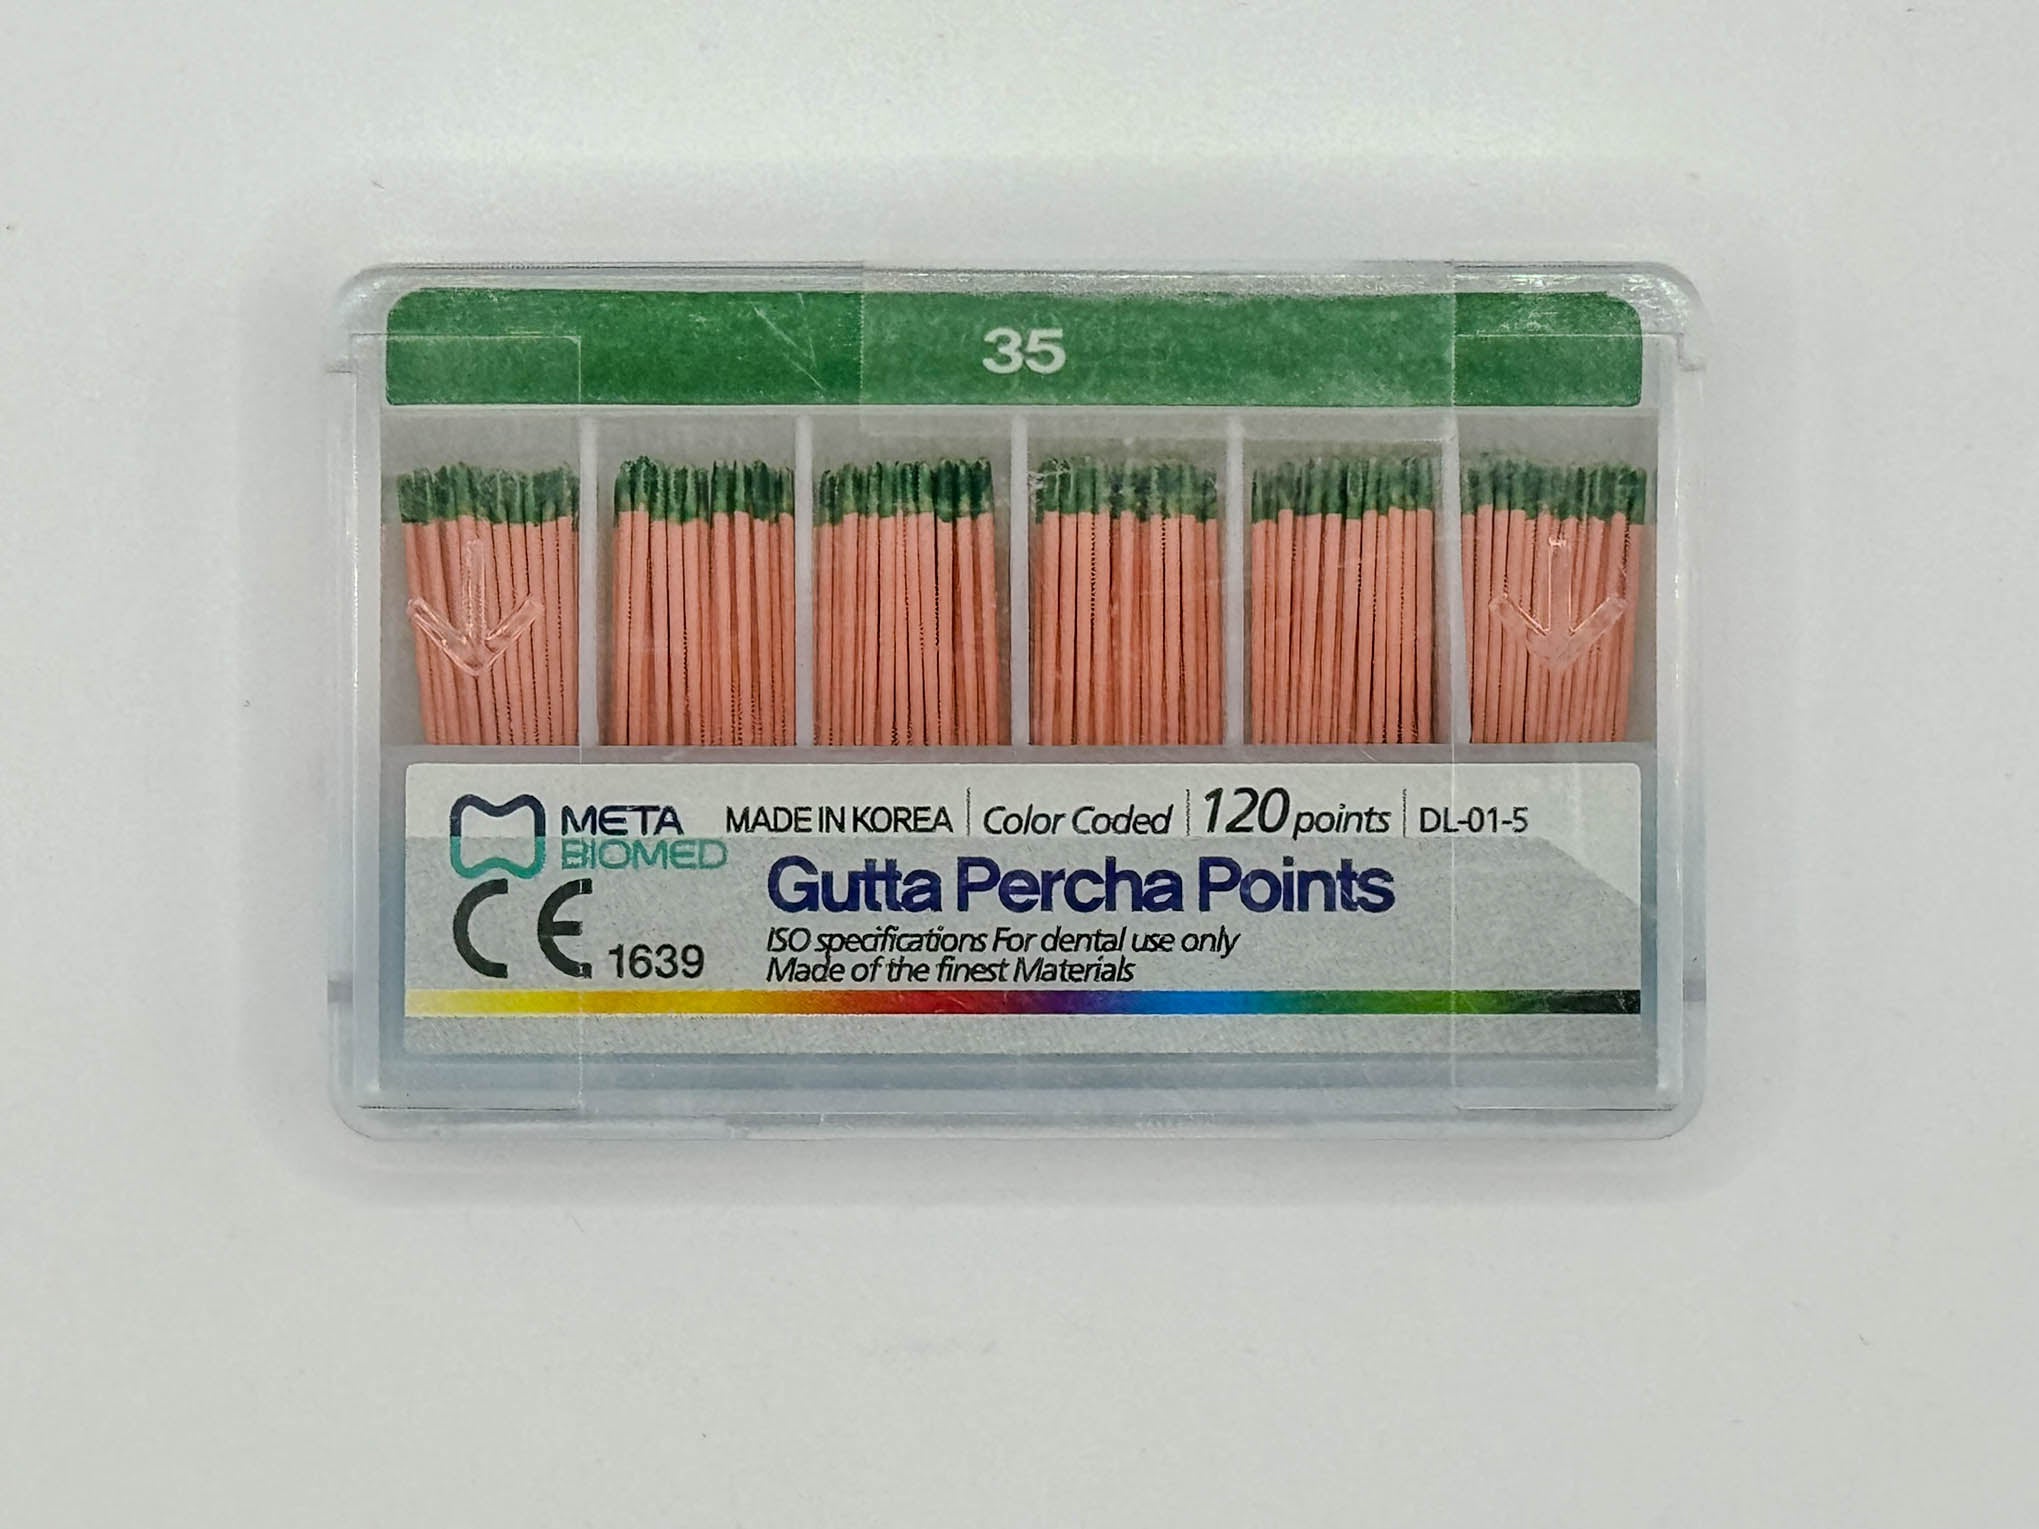 35
META
BIOMED
MADE IN KOREA | Color Coded | 120 points | DL-01-5
Gutta Percha Points
CE 1639
ISO specifications For dental use only
Made of the finest Materials